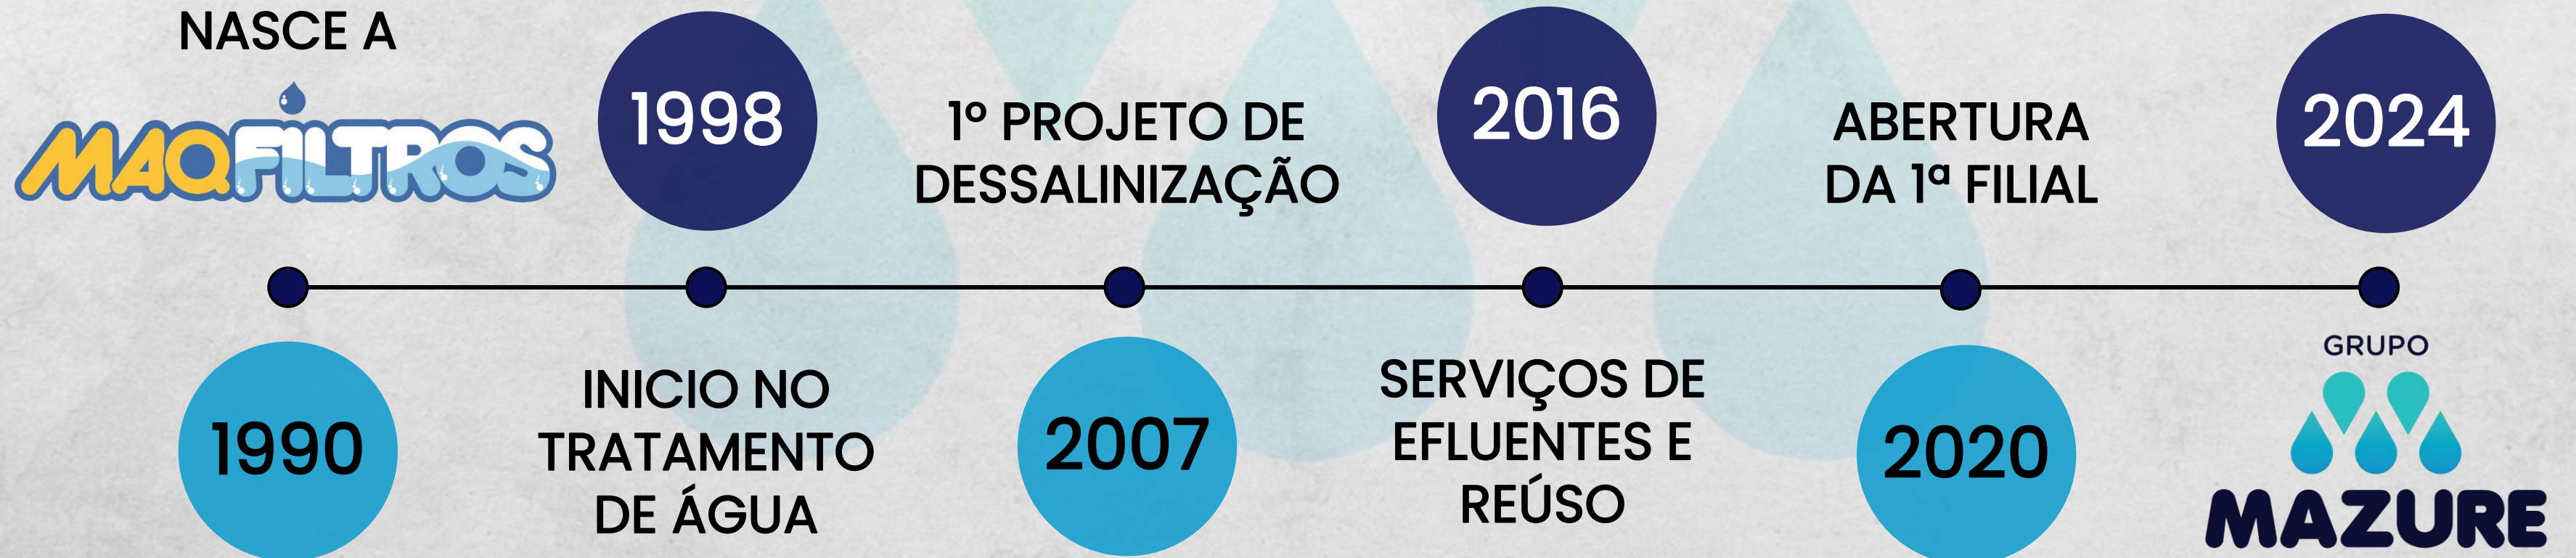 NASCE A
MAQFILTROS
1990
1998
INICIO NO
TRATAMENTO
DE ÁGUA
1º PROJETO DE
DESSALINIZAÇÃO
2007
2016
SERVIÇOS DE
EFLUENTES E
REÚSO
ABERTURA
DA 1ª FILIAL
2020
2024
GRUPO
MAZURE